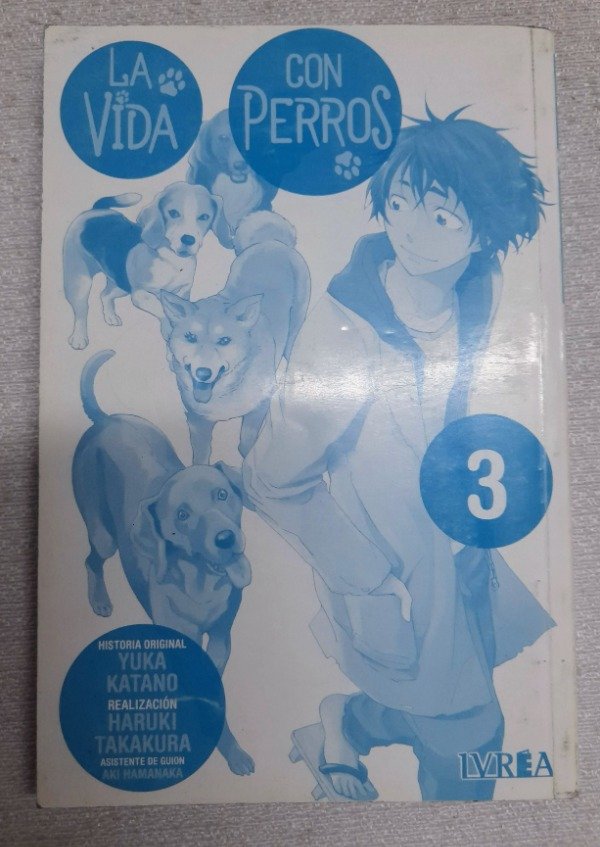 LA
VIDA
CON
PERROS
3
HISTORIA ORIGINAL
YUKA
KATANO
REALIZACIÓN
HARUKI
TAKAKURA
ASISTENTE DE GUION
AKI HAMANAKA
IVREA